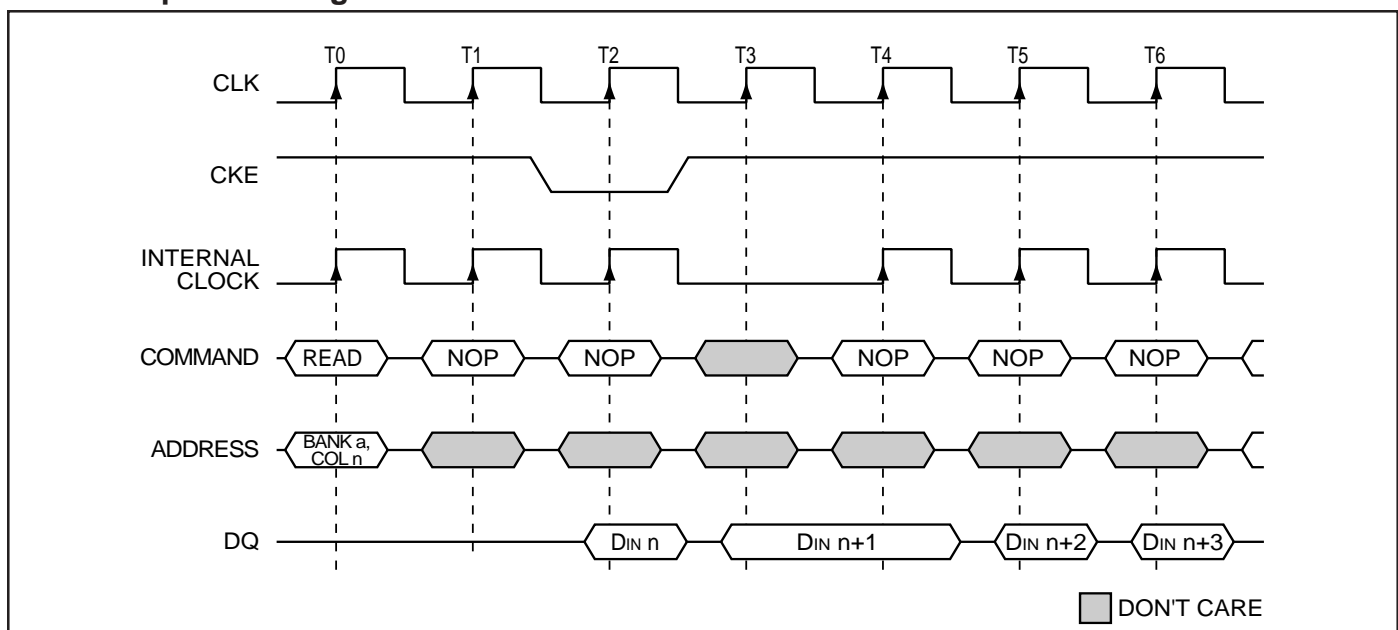 T0 T1 T2 T3 T4 T5 T6
CLK
CKE
INTERNAL
CLOCK
COMMAND READ NOP NOP NOP NOP NOP
ADDRESS BANK a,
COL n
DQ DIN n DIN n+1 DIN n+2 DIN n+3
DON'T CARE